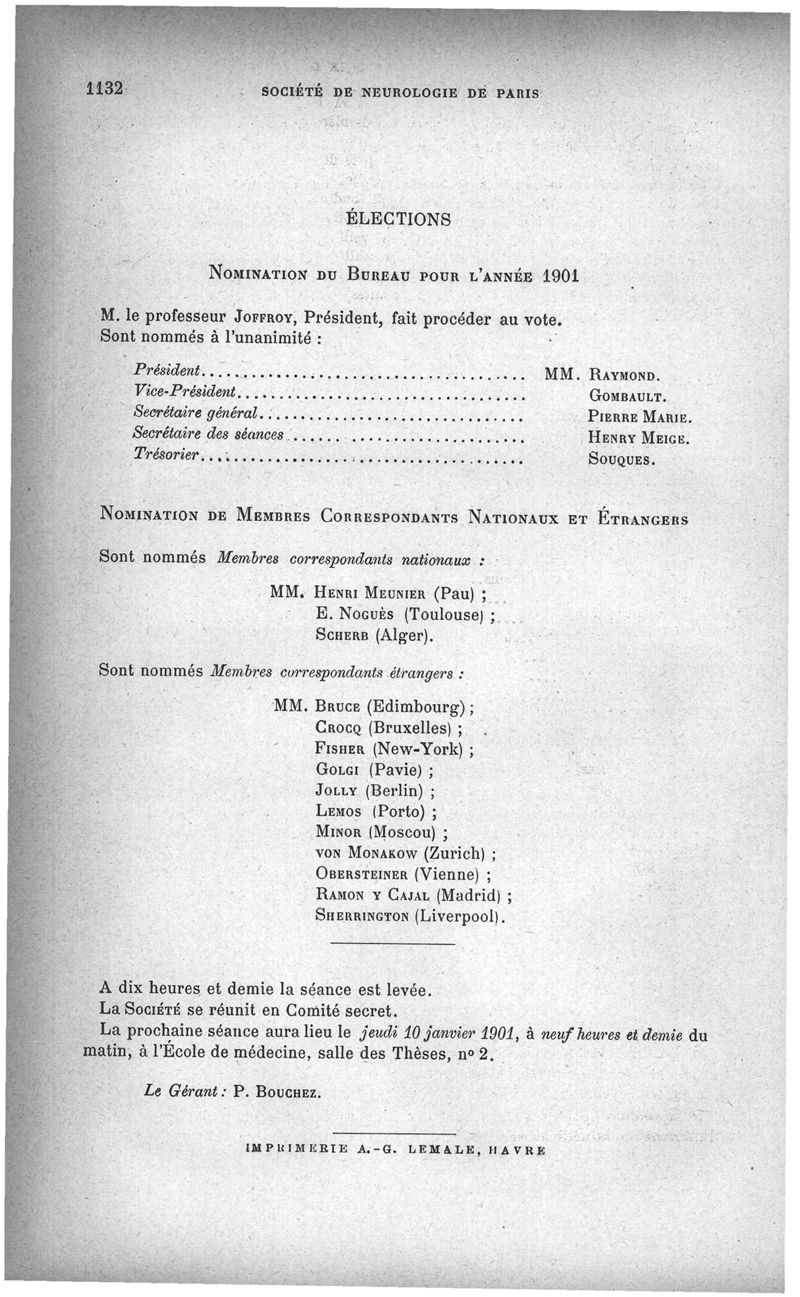 1132 SOCIÉTÉ DE NEUROLOGIE DE PARIS
ÉLECTIONS
NOMINATION DU BUREAU POUR L'ANNÉE 1901
M. le professeur JOFFROY, Président, fait procéder au vote.
Sont nommés à l'unanimité :
Président........................................ MM. RAYMOND.
Vice-Président................................... GOMBAULT.
Secrétaire général............................... PIERRE MARIE.
Secrétaire des séances........................... HENRY MEIGE.
Trésorier........................................ SOUQUES.
NOMINATION DE MEMBRES CORRESPONDANTS NATIONAUX ET ÉTRANGERS
Sont nommés Membres correspondants nationaux :
MM. HENRI MEUNIER (Pau) ;
E. NOGUÈS (Toulouse) ;
SCHERB (Alger).
Sont nommés Membres correspondants étrangers :
MM. BRUCE (Edimbourg) ;
CROCQ (Bruxelles) ;
FISHER (New-York) ;
GOLGI (Pavie) ;
JOLLY (Berlin) ;
LEMOS (Porto) ;
MINOR (Moscou) ;
VON MONAKOW (Zurich) ;
OBERSTEINER (Vienne) ;
RAMON Y CAJAL (Madrid) ;
SHERRINGTON (Liverpool).
A dix heures et demie la séance est levée.
La SOCIÉTÉ se réunit en Comité secret.
La prochaine séance aura lieu le jeudi 10 janvier 1901, à neuf heures et demie du
matin, à l'École de médecine, salle des Thèses, nº 2.
Le Gérant : P. BOUCHEZ.
IMPRIMERIE A.-G. LEMALE, HAVRE